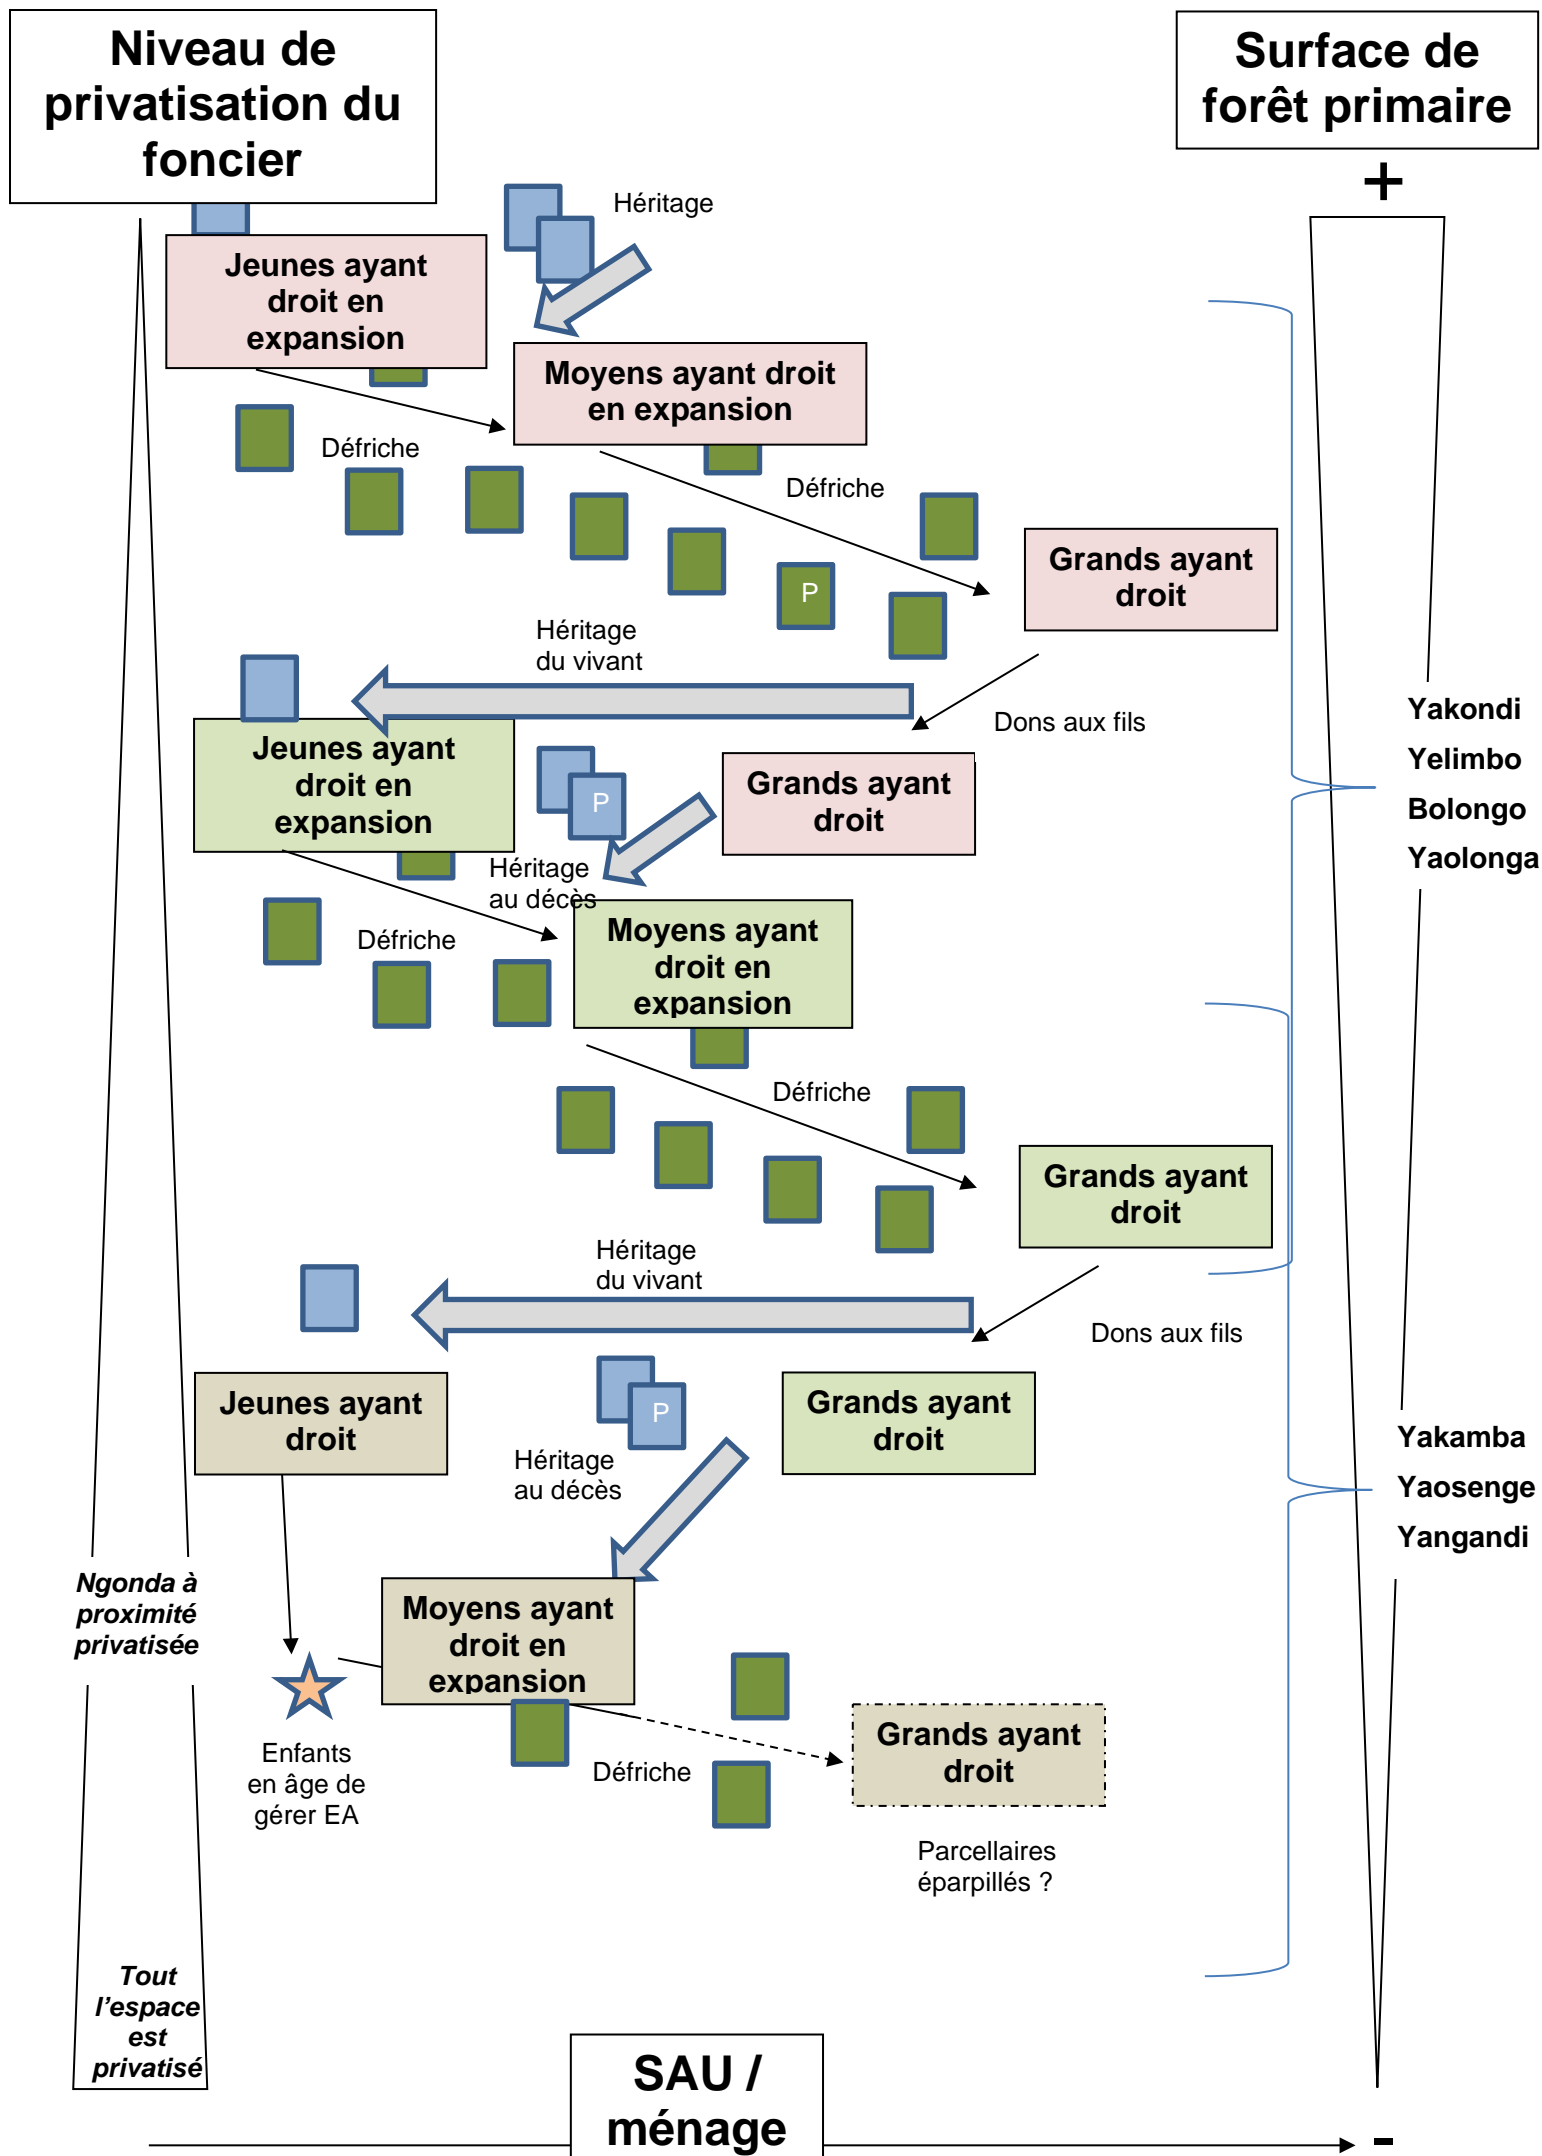 Niveau de
privatisation du
foncier
Surface de
forêt primaire
+
Héritage
Jeunes ayant
droit en
expansion
Moyens ayant droit
en expansion
Défriche
Défriche
Grands ayant
droit
P
Héritage
du vivant
Dons aux fils
Yakondi
Yelimbo
Bolongo
Yaolonga
Jeunes ayant
droit en
expansion
P
Grands ayant
droit
Héritage
au décès
Défriche
Moyens ayant
droit en
expansion
Défriche
Grands ayant
droit
Héritage
du vivant
Dons aux fils
Jeunes ayant
droit
P
Grands ayant
droit
Héritage
au décès
Yakamba
Yaosenge
Yangandi
Ngonda à
proximité
privatisée
Moyens ayant
droit en
expansion
Enfants
en âge de
gérer EA
Défriche
Grands ayant
droit
Parcellaires
éparpillés ?
Tout
l'espace
est
privatisé
SAU /
ménage
-